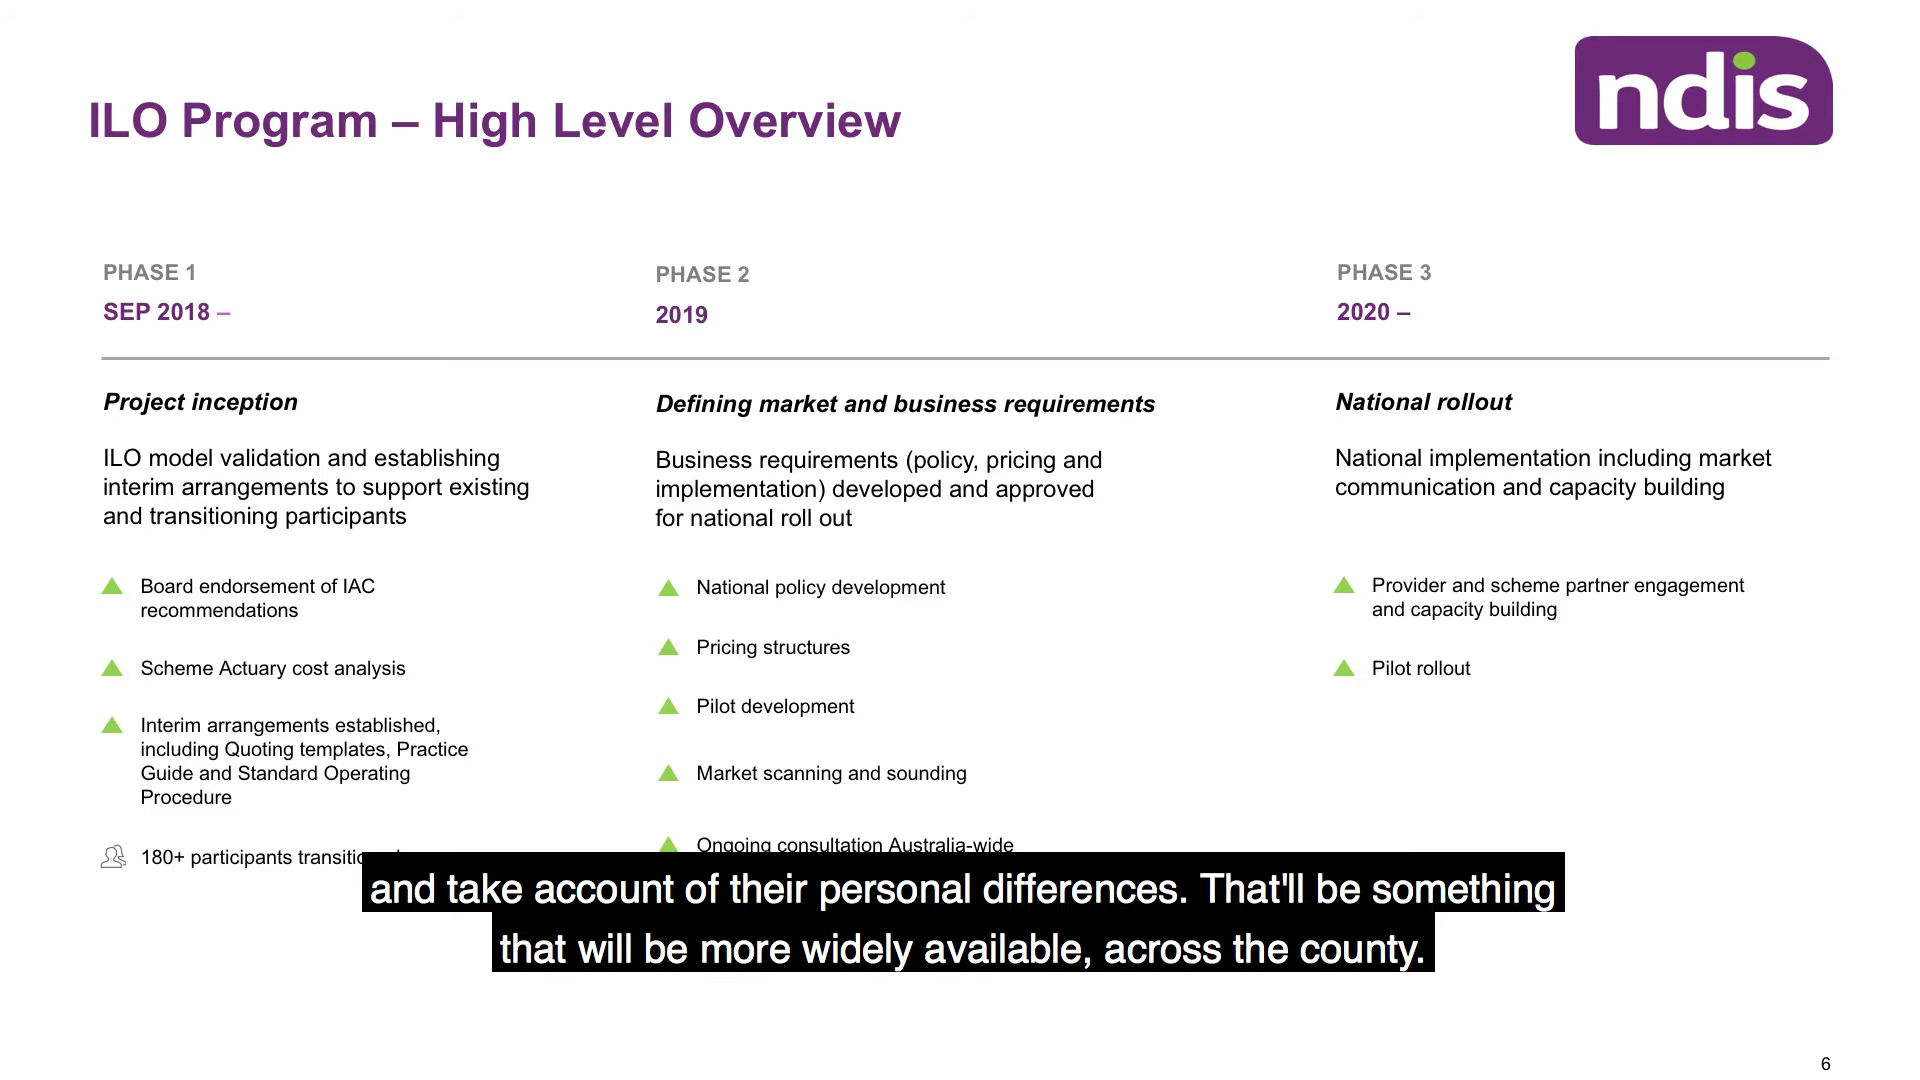 ndis
ILO Program – High Level Overview
PHASE 1
SEP 2018 –
Project inception
ILO model validation and establishing
interim arrangements to support existing
and transitioning participants
Board endorsement of IAC
recommendations
Scheme Actuary cost analysis
Interim arrangements established,
including Quoting templates, Practice
Guide and Standard Operating
Procedure
180+ participants
PHASE 2
2019
Defining market and business requirements
Business requirements (policy, pricing and
implementation) developed and approved
for national roll out
National policy development
Pricing structures
Pilot development
Market scanning and sounding
Ongoing consultation Australia-wide
PHASE 3
2020 –
National rollout
National implementation including market
communication and capacity building
Provider and scheme partner engagement
and capacity building
Pilot rollout
and take account of their personal differences. That'll be something
that will be more widely available, across the county.
6